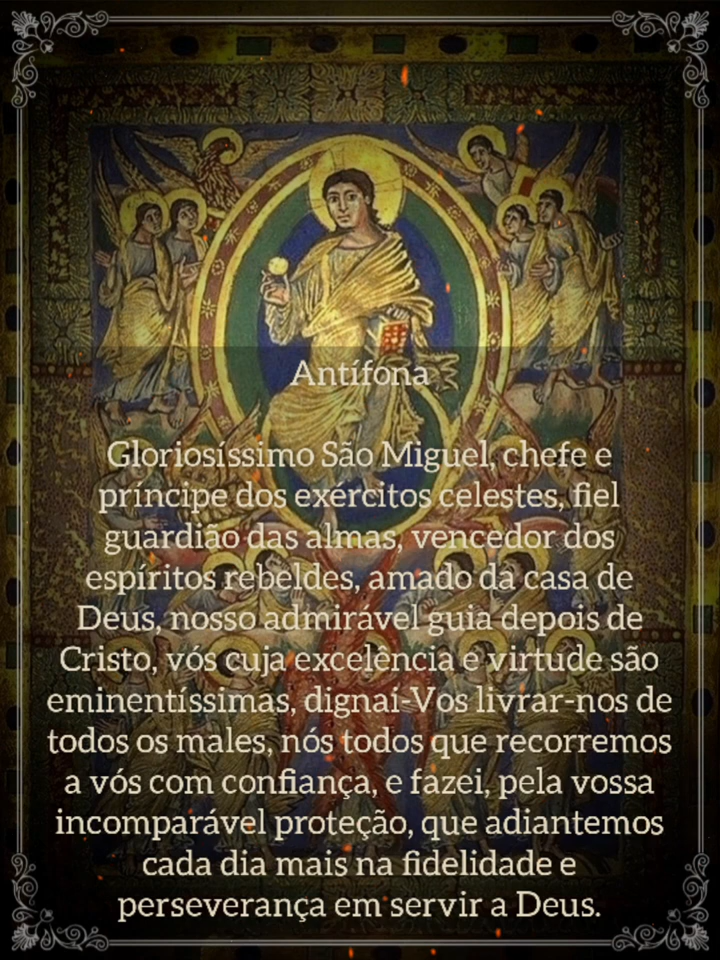 Antífona
Gloriosíssimo São Miguel, chefe e
príncipe dos exércitos celestes, fiel
guardião das almas, vencedor dos
espíritos rebeldes, amado da casa de
Deus, nosso admirável guia depois de
Cristo, vós cuja excelência e virtude são
eminentíssimas, dignaí-Vos livrar-nos de
todos os males, nós todos que recorremos
a vós com confiança, e fazei, pela vossa
incomparável proteção, que adiantemos
cada dia mais na fidelidade e
perseverança em servir a Deus.